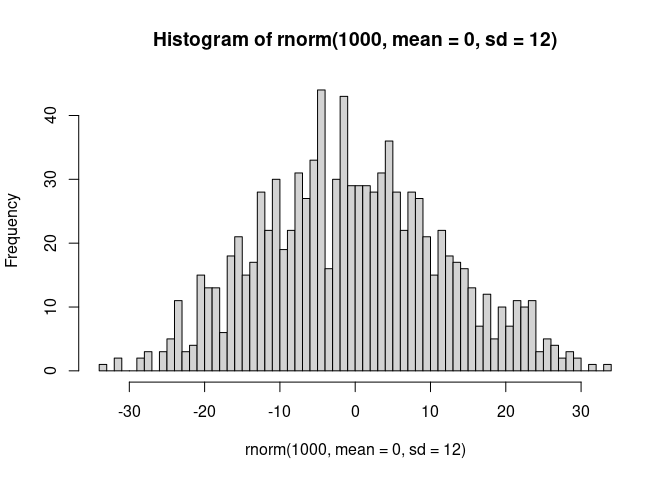 Histogram of rnorm(1000, mean = 0, sd = 12)
Frequency
40
30
20
10
0
-30 -20 -10 0 10 20 30
rnorm(1000, mean = 0, sd = 12)